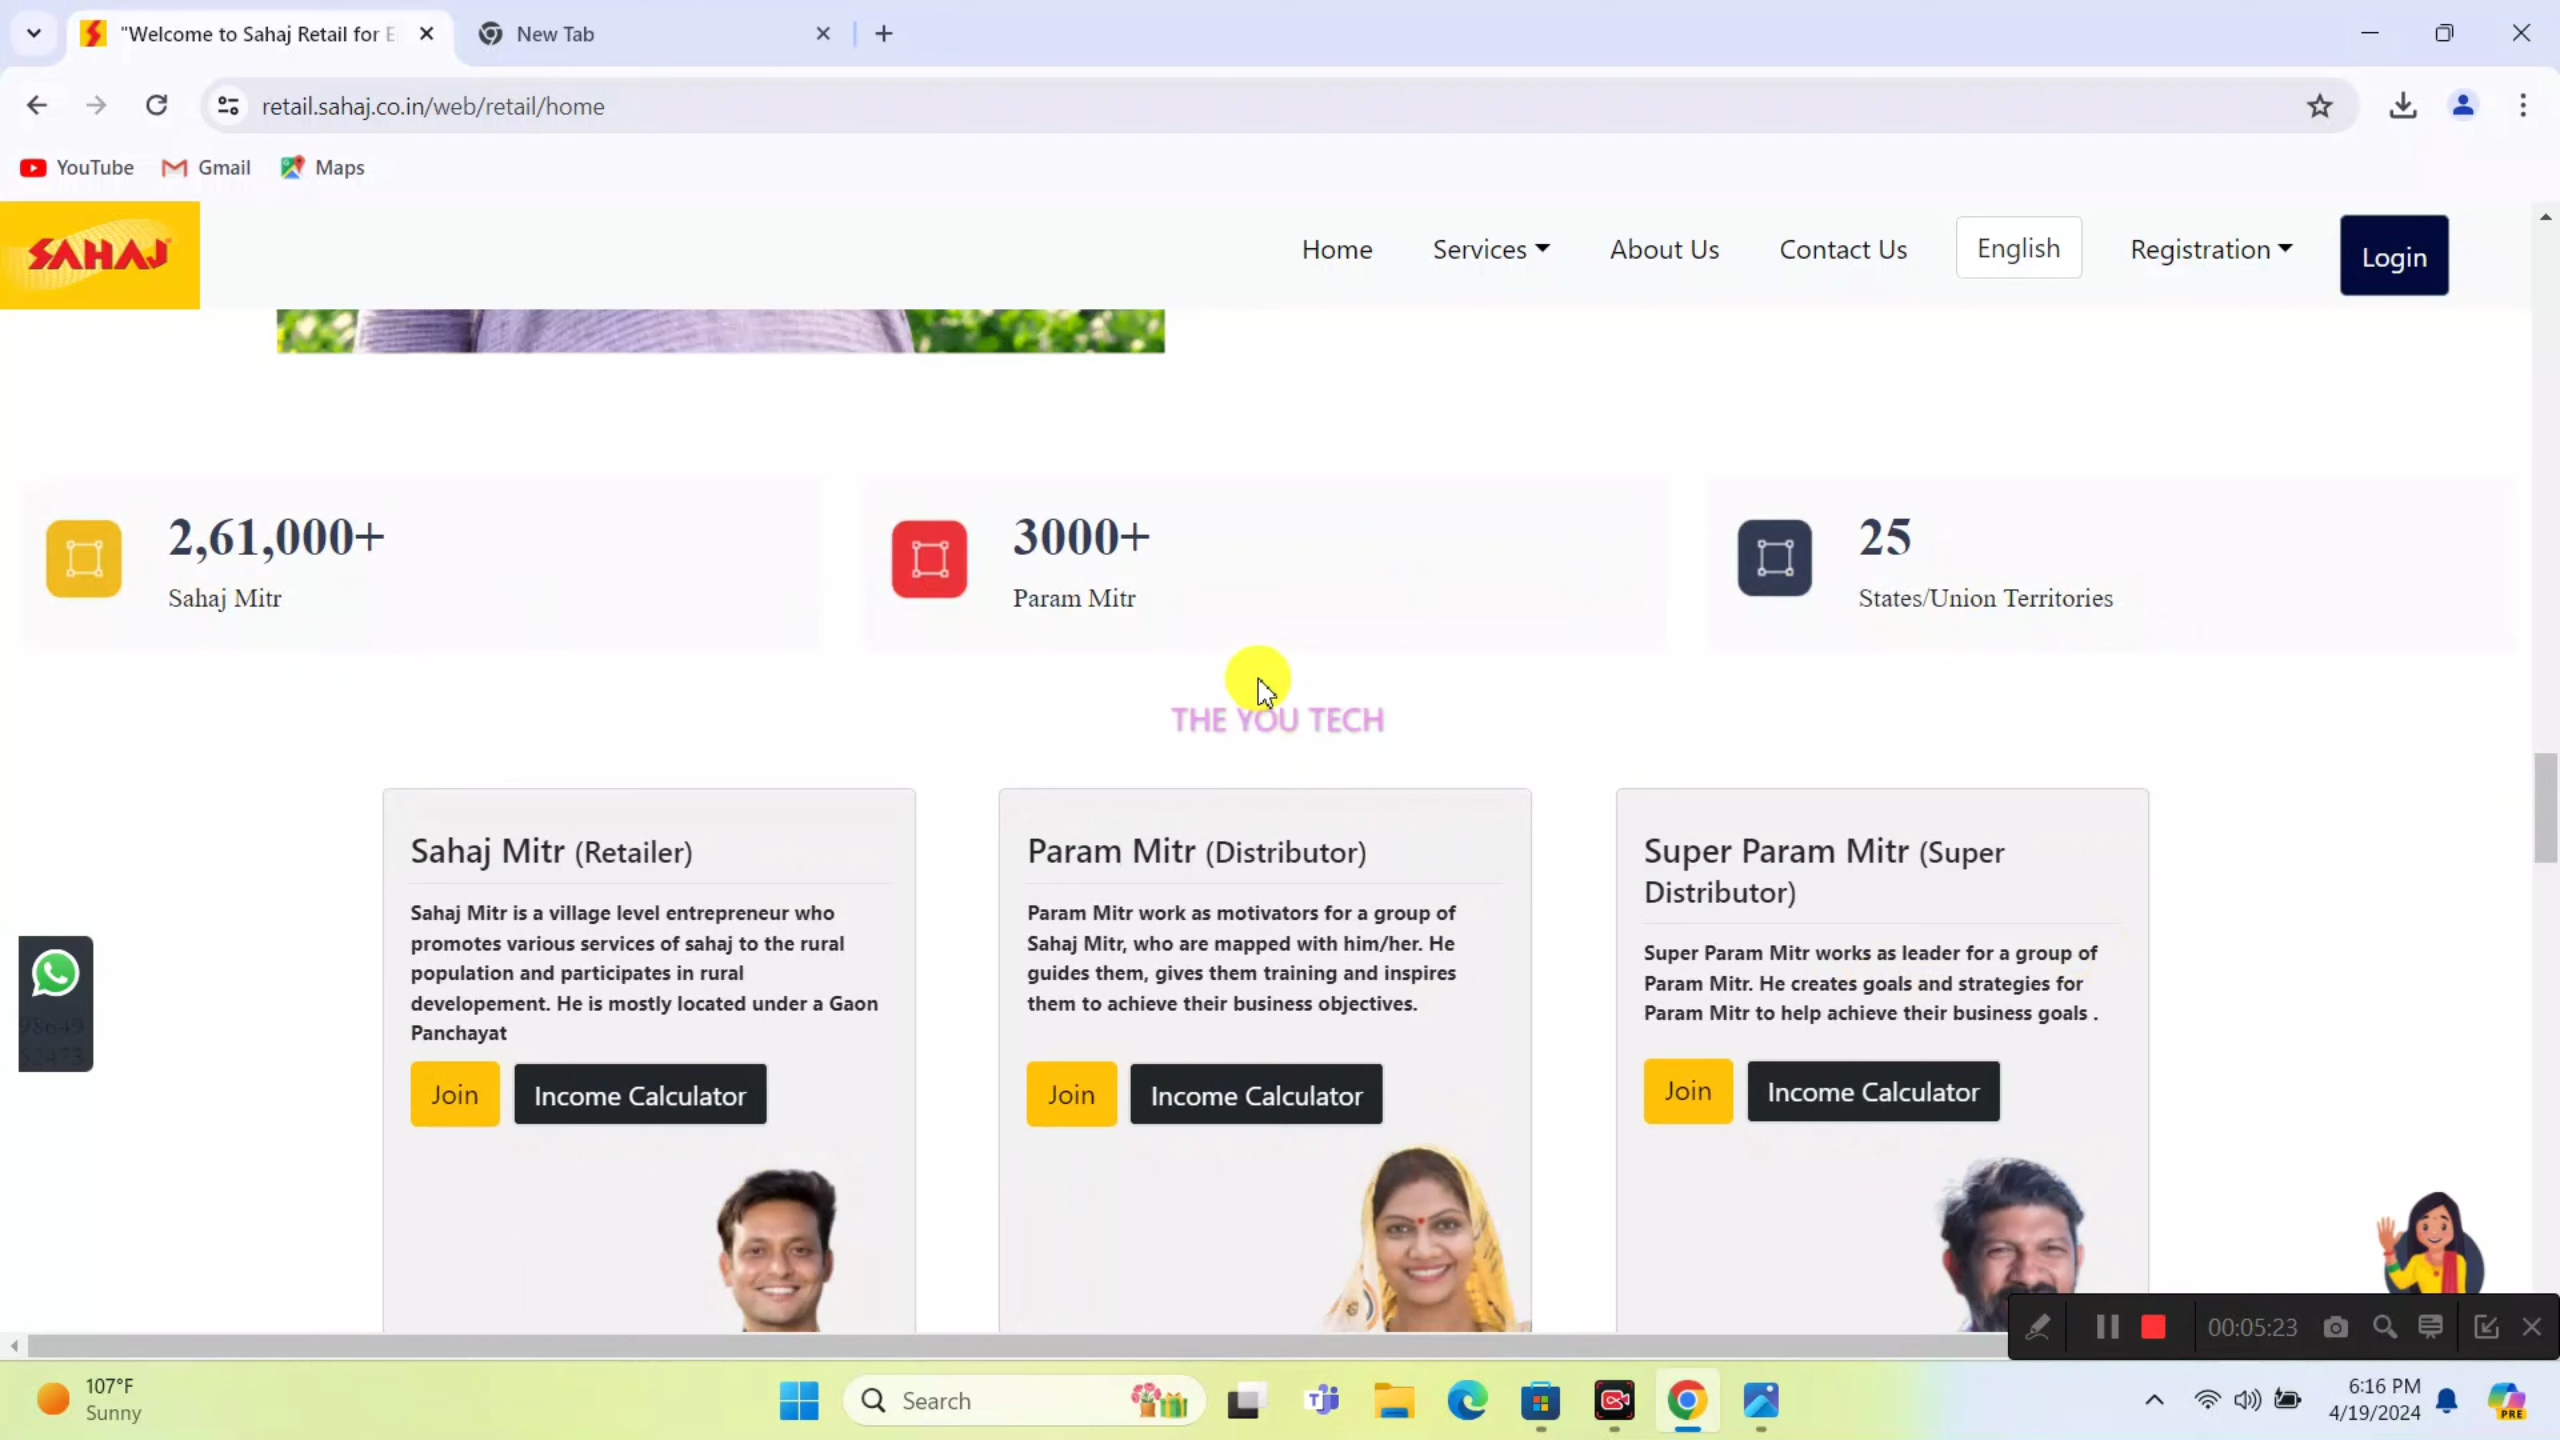 "Welcome to Sahaj Retail for E
New Tab
retail.sahaj.co.in/web/retail/home
YouTube
Gmail
Maps
SAHAJ
Home
Services
About Us
Contact Us
English
Registration
Login
2,61,000+
Sahaj Mitr
3000+
Param Mitr
25
States/Union Territories
THE YOU TECH
Sahaj Mitr (Retailer)
Sahaj Mitr is a village level entrepreneur who
promotes various services of sahaj to the rural
population and participates in rural
developement. He is mostly located under a Gaon
Panchayat
Join
Income Calculator
Param Mitr (Distributor)
Param Mitr work as motivators for a group of
Sahaj Mitr, who are mapped with him/her. He
guides them, gives them training and inspires
them to achieve their business objectives.
Join
Income Calculator
Super Param Mitr (Super
Distributor)
Super Param Mitr works as leader for a group of
Param Mitr. He creates goals and strategies for
Param Mitr to help achieve their business goals .
Join
Income Calculator
00:05:23
107°F
Sunny
Search
6:16 PM
4/19/2024
PRE